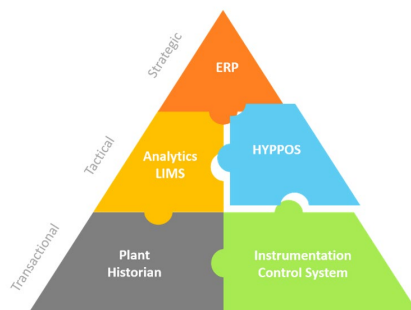 Strategic
ERP
Tactical
Analytics
LIMS
HYPPOS
Transactional
Plant
Historian
Instrumentation
Control System